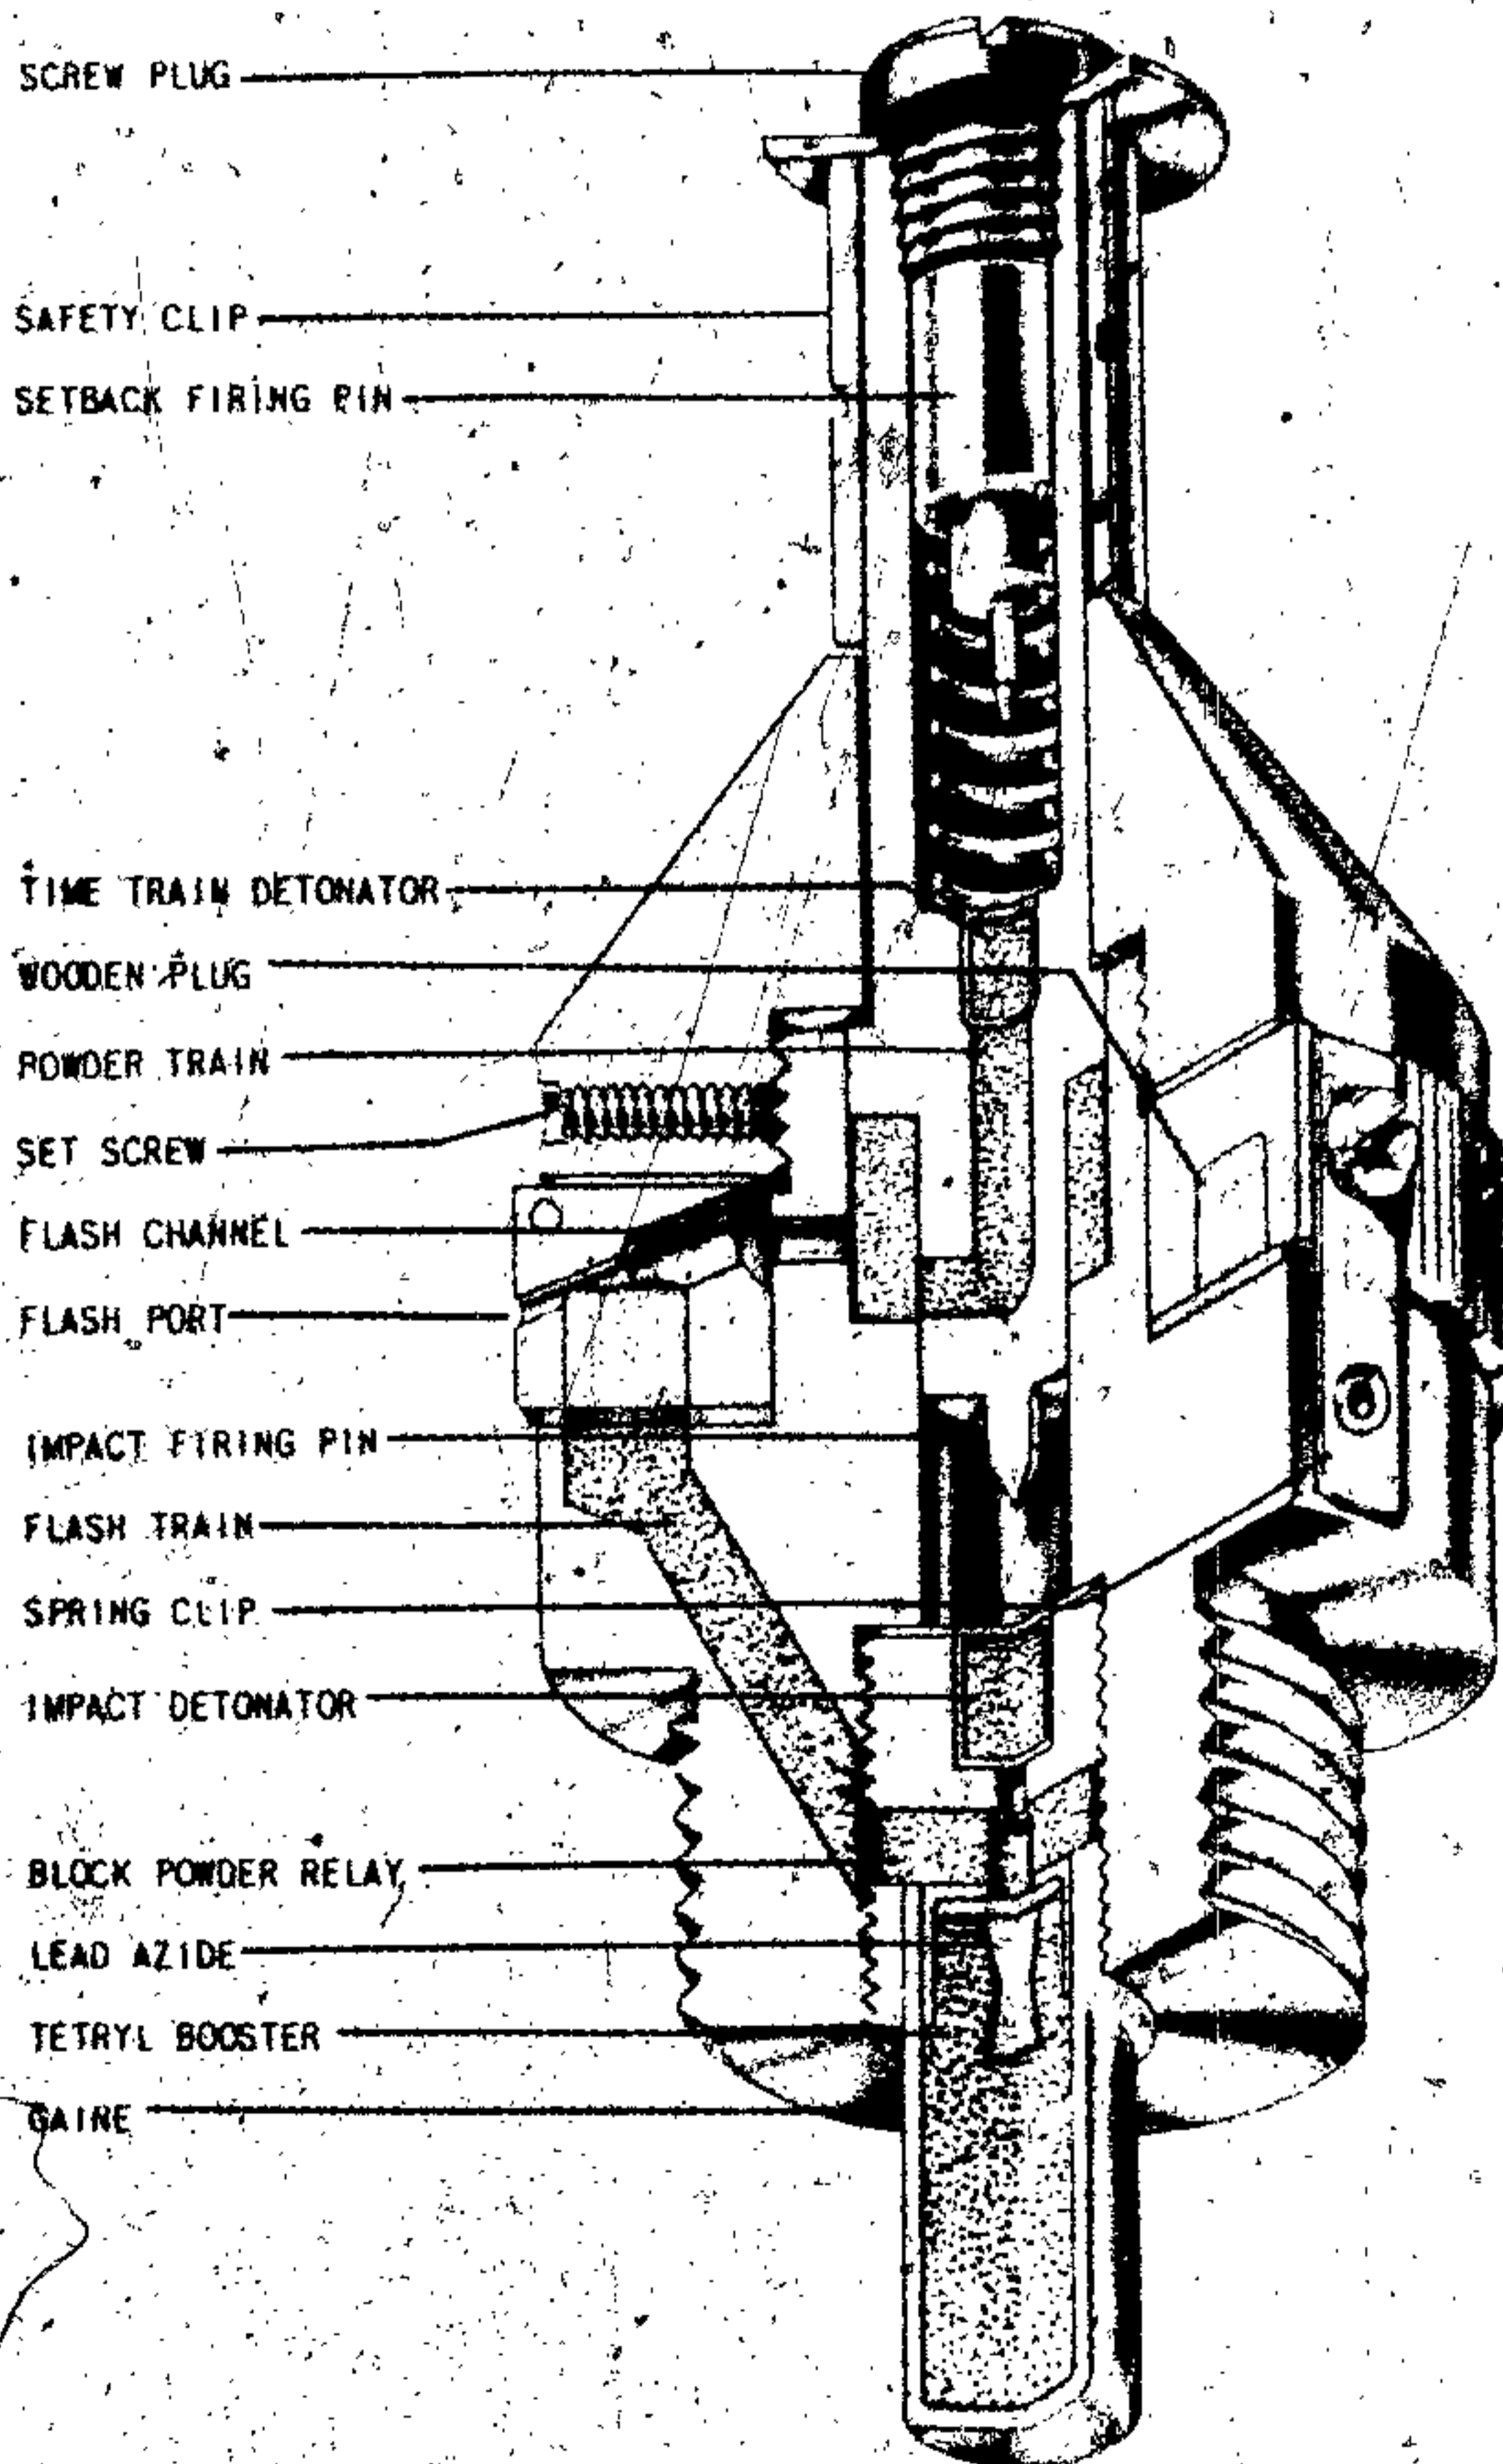 SCREW PLUG
SAFETY CLIP
SETBACK FIRING PIN
TIME TRAIN DETONATOR
WOODEN PLUG
POWDER TRAIN
SET SCREW
FLASH CHANNEL
FLASH PORT
IMPACT FIRING PIN
FLASH TRAIN
SPRING CLIP
IMPACT DETONATOR
BLOCK POWDER RELAY
LEAD AZIDE
TETRYL BOOSTER
GAINE